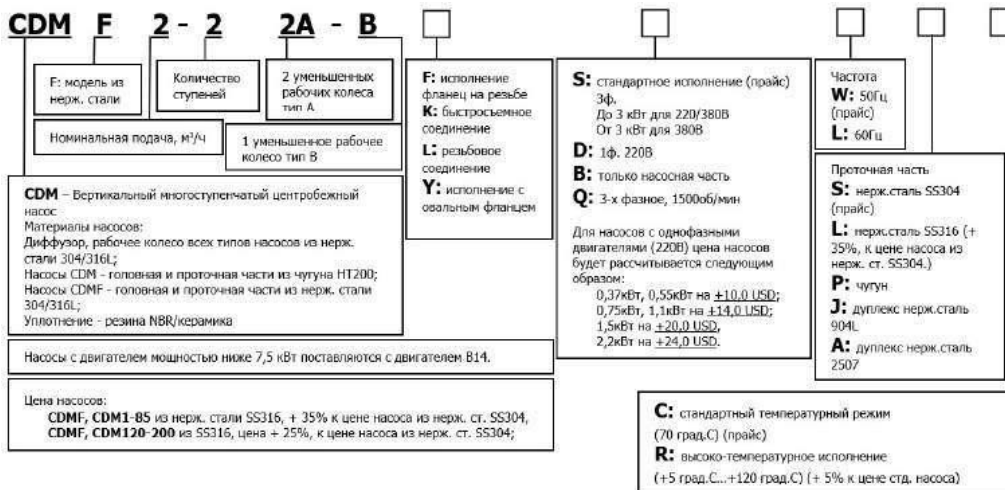 CDM F 2 - 2 2A - B
F: модель из
нерж. стали
Количество
ступеней
2 уменьшенных
рабочих колеса
тип А
Номинальная подача, м³/ч
1 уменьшенное рабочее
колесо тип В
F: исполнение
фланец на резьбе
K: быстросъемное
соединение
L: резьбовое
соединение
Y: исполнение с
овальным фланцем
S: стандартное исполнение (прайс)
3ф.
До 3 кВт для 220/380В
От 3 кВт для 380В
D: 1ф. 220В
B: только насосная часть
Q: 3-х фазное, 1500об/мин
Для насосов с однофазными
двигателями (220В) цена насосов
будет рассчитывается следующим
образом:
0,37кВт, 0,55кВт на +10,0 USD;
0,75кВт, 1,1кВт на +14,0 USD;
1,5кВт на +20,0 USD,
2,2кВт на +24,0 USD.
Частота
W: 50Гц
(прайс)
L: 60Гц
Проточная часть
S: нерж.сталь SS304
(прайс)
L: нерж.сталь SS316 (+
35%, к цене насоса из
нерж. ст. SS304.)
P: чугун
J: дуплекс нерж.сталь
904L
A: дуплекс нерж.сталь
2507
CDM – Вертикальный многоступенчатый центробежный
насос
Материалы насосов:
Диффузор, рабочее колесо всех типов насосов из нерж.
стали 304/316L;
Насосы CDM - головная и проточная части из чугуна HT200;
Насосы CDMF - головная и проточная части из нерж. стали
304/316L;
Уплотнение - резина NBR/керамика
Насосы с двигателем мощностью ниже 7,5 кВт поставляются с двигателем B14.
Цена насосов:
CDMF, CDM1-85 из нерж. стали SS316, + 35% к цене насоса из нерж. ст. SS304,
CDMF, CDM120-200 из SS316, цена + 25%, к цене насоса из нерж. ст. SS304;
C: стандартный температурный режим
(70 град.С) (прайс)
R: высоко-температурное исполнение
(+5 град.С...+120 град.С) (+ 5% к цене стд. насоса)